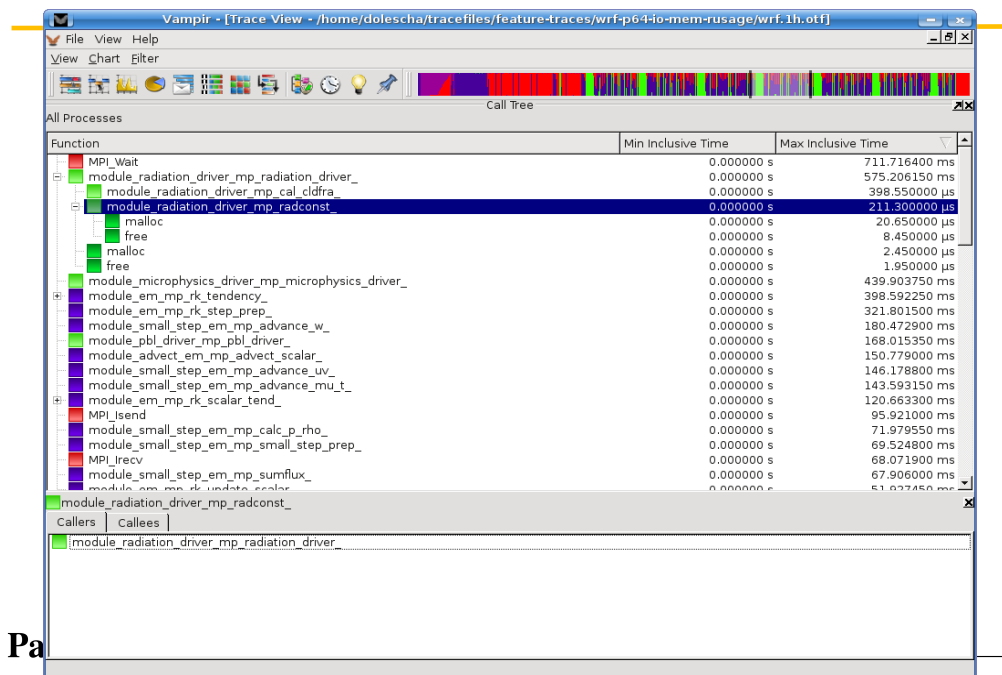 Vampir - [Trace View - /home/dolescha/tracefiles/feature-traces/wrf-p64-io-mem-rusage/wrf.1h.otf]
File View Help
View Chart Filter
Call Tree
All Processes
Function Min Inclusive Time Max Inclusive Time
MPI_Wait 0.000000 s 711.716400 ms
module_radiation_driver_mp_radiation_driver_ 0.000000 s 575.206150 ms
module_radiation_driver_mp_cal_cldfra_ 0.000000 s 398.550000 µs
module_radiation_driver_mp_radconst_ 0.000000 s 211.300000 µs
malloc 0.000000 s 20.650000 µs
free 0.000000 s 8.450000 µs
malloc 0.000000 s 2.450000 µs
free 0.000000 s 1.950000 µs
module_microphysics_driver_mp_microphysics_driver_ 0.000000 s 439.903750 ms
module_em_mp_rk_tendency_ 0.000000 s 398.592250 ms
module_em_mp_rk_step_prep_ 0.000000 s 321.801500 ms
module_small_step_em_mp_advance_w_ 0.000000 s 180.472900 ms
module_pbl_driver_mp_pbl_driver_ 0.000000 s 168.015350 ms
module_advect_em_mp_advect_scalar_ 0.000000 s 150.779000 ms
module_small_step_em_mp_advance_uv_ 0.000000 s 146.178800 ms
module_small_step_em_mp_advance_mu_t_ 0.000000 s 143.593150 ms
module_em_mp_rk_scalar_tend_ 0.000000 s 120.663300 ms
MPI_Isend 0.000000 s 95.921000 ms
module_small_step_em_mp_calc_p_rho_ 0.000000 s 71.979550 ms
module_small_step_em_mp_small_step_prep_ 0.000000 s 69.524800 ms
MPI_Irecv 0.000000 s 68.071900 ms
module_small_step_em_mp_sumflux_ 0.000000 s 67.906000 ms
module_em_mp_rk_update_scalar_ 0.000000 s 51.927450 ms
module_radiation_driver_mp_radconst_
Callers Callees
module_radiation_driver_mp_radiation_driver_
Pa